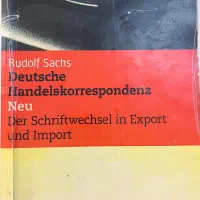 Rudolf Sachs
Deutsche
Handelskorrespondenz
Neu
Der Schriftwechsel in Export
und Import